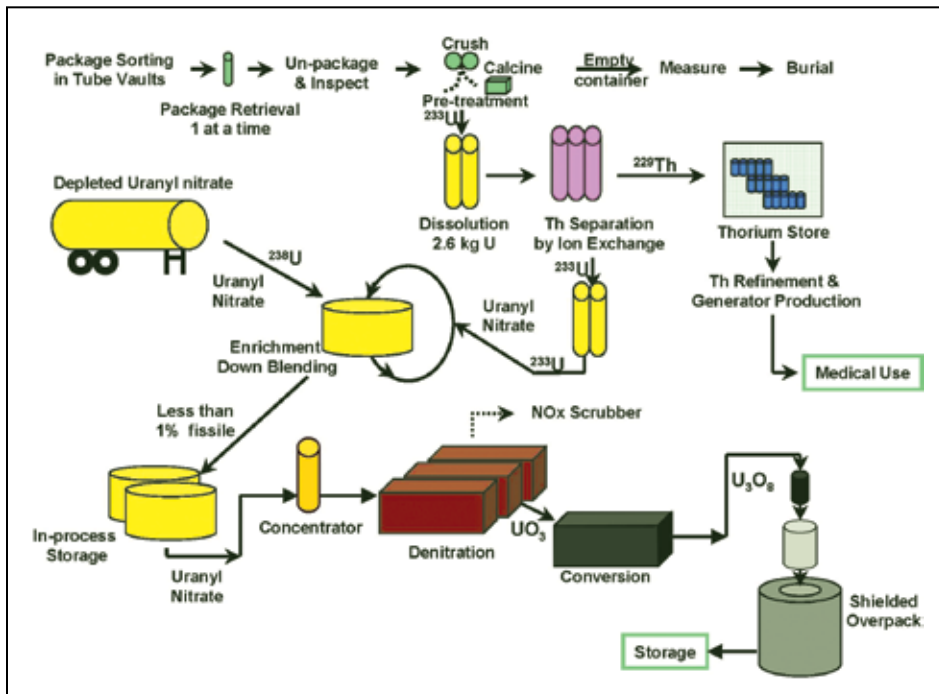 Package Sorting
in Tube Vaults
Package Retrieval
1 at a time
Un-package
& Inspect
Crush
Calcine
Pre-treatment
Empty
container
Measure
Burial
²³³U
Depleted Uranyl nitrate
Dissolution
2.6 kg U
Th Separation
by Ion Exchange
²²⁹Th
Thorium Store
²³⁸U
Uranyl
Nitrate
Enrichment
Down Blending
Uranyl
Nitrate
²³³U
²³³U
Th Refinement &
Generator Production
Medical Use
Less than
1% fissile
In-process
Storage
Uranyl
Nitrate
Concentrator
NOx Scrubber
Denitration
UO₃
Conversion
U₃O₈
Shielded
Overpack
Storage